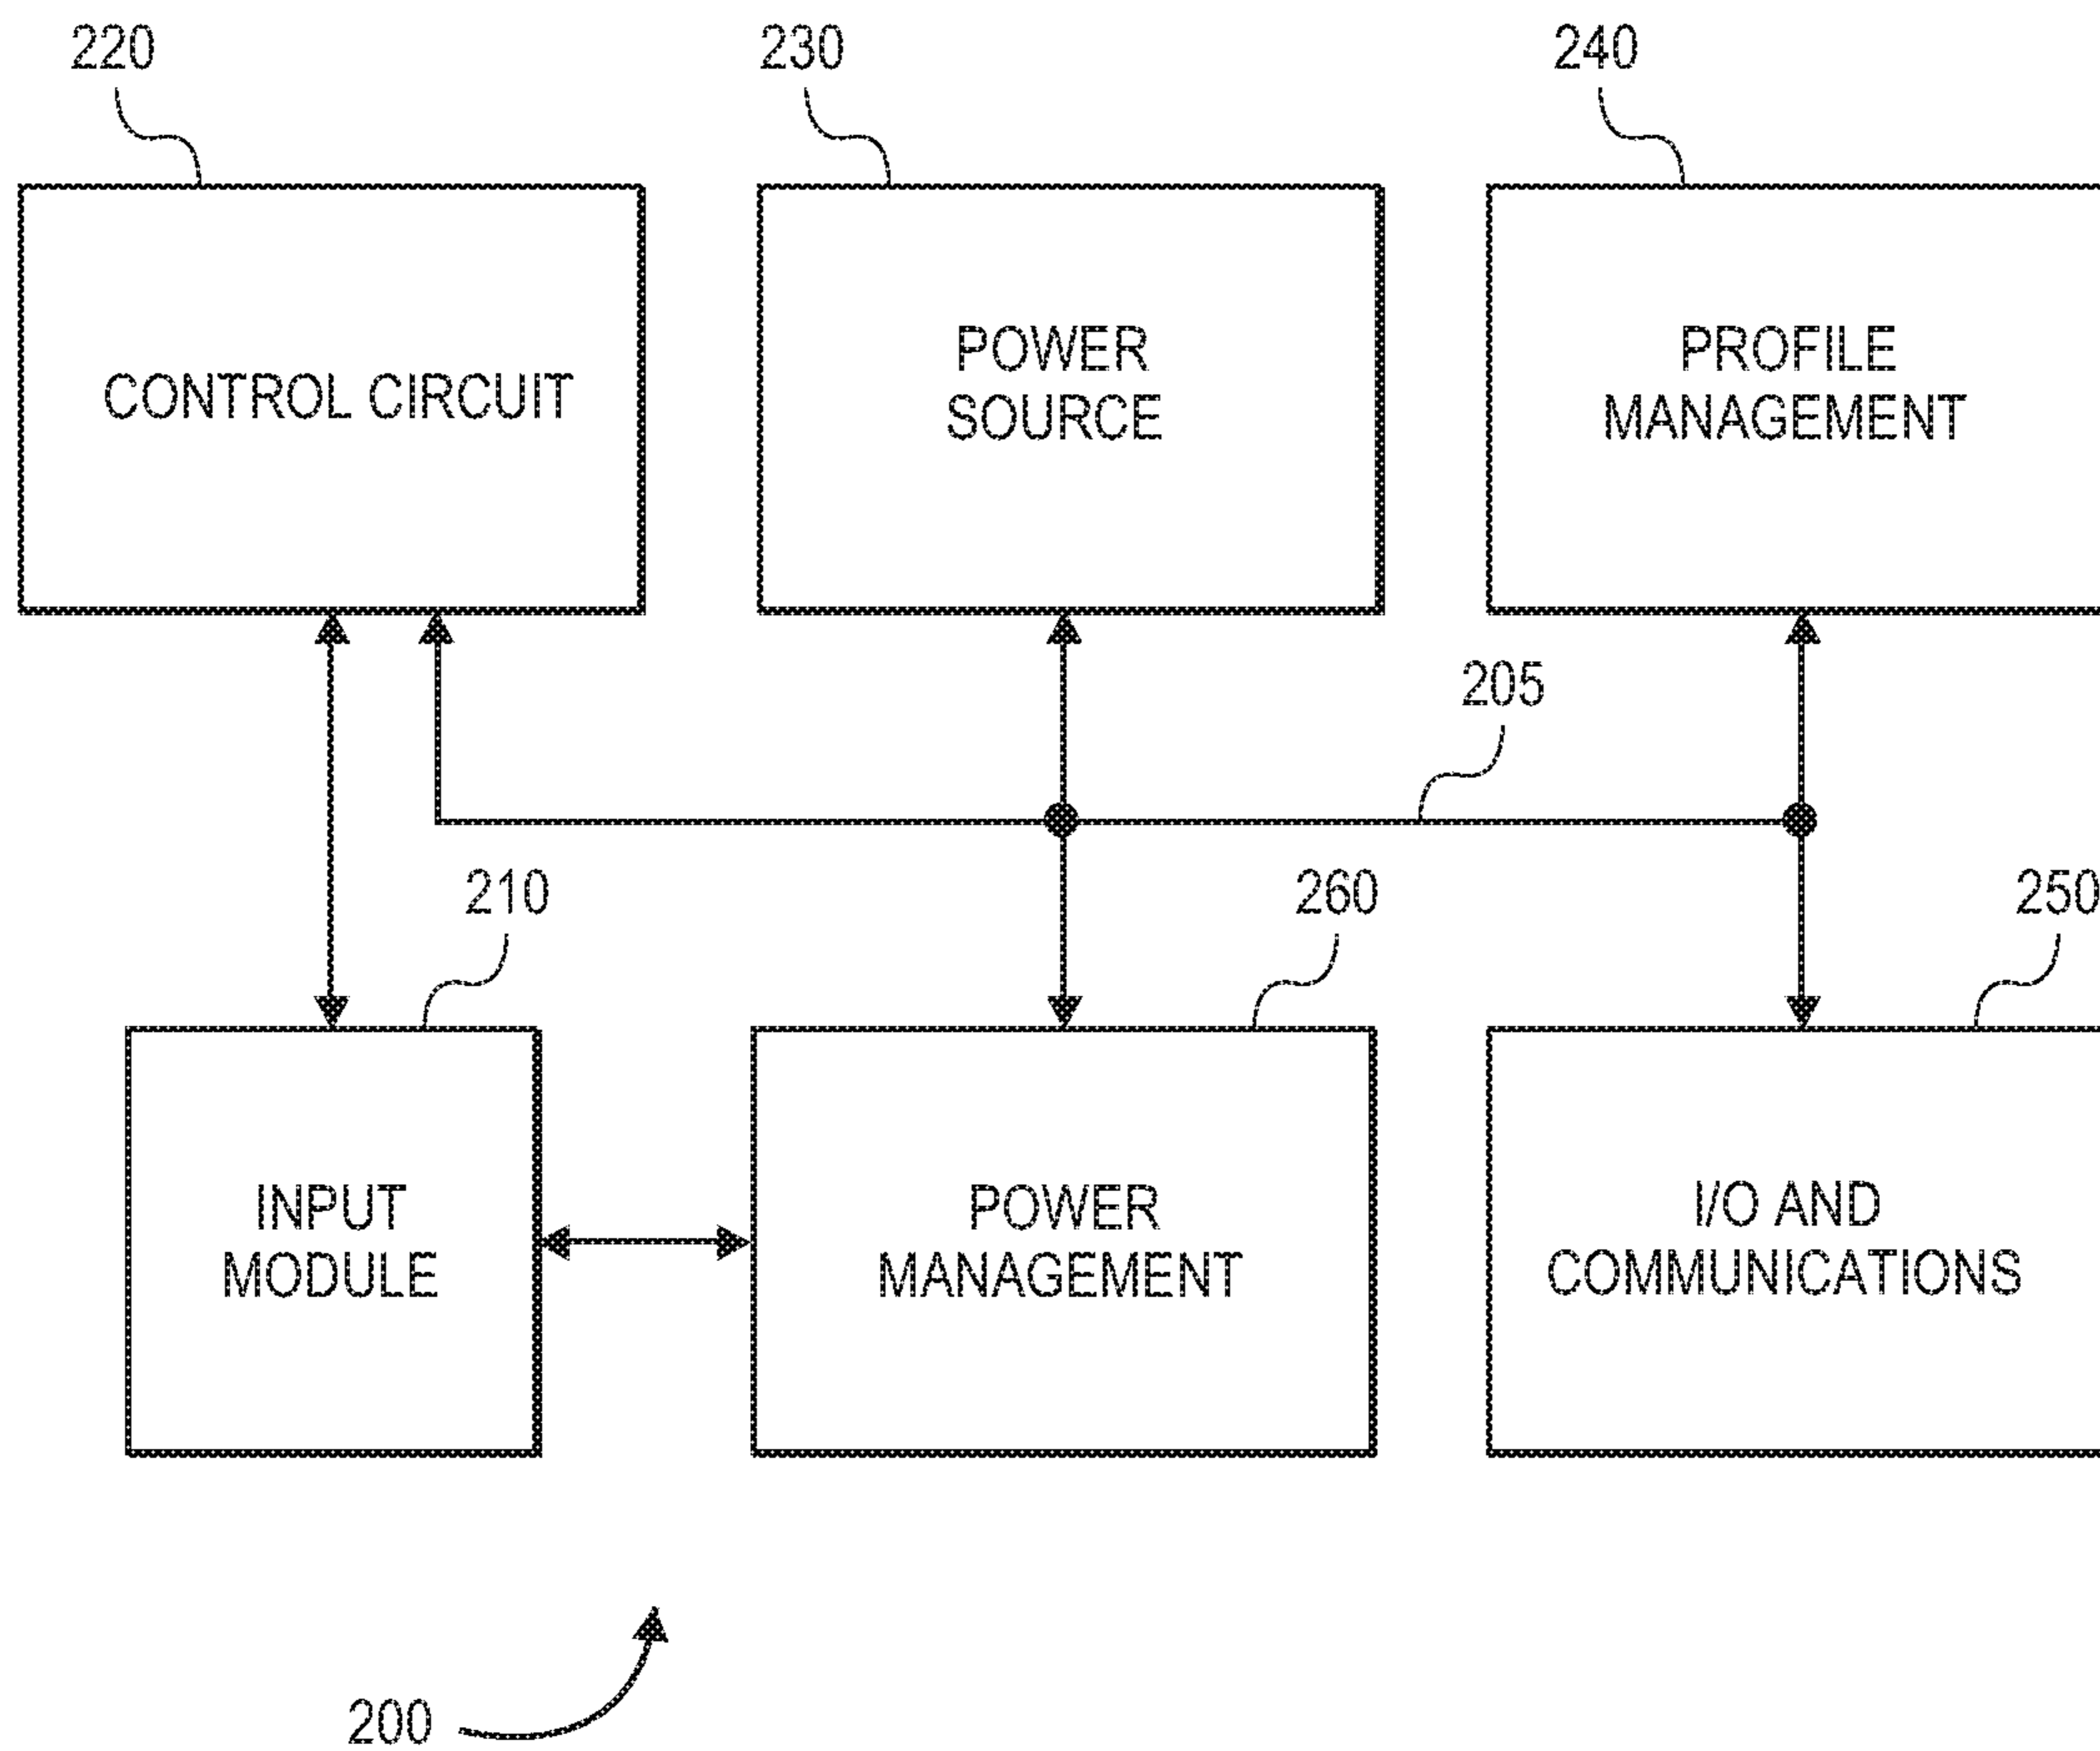 220
230
240
CONTROL CIRCUIT
POWER
SOURCE
PROFILE
MANAGEMENT
205
210
260
250
INPUT
MODULE
POWER
MANAGEMENT
I/O AND
COMMUNICATIONS
200